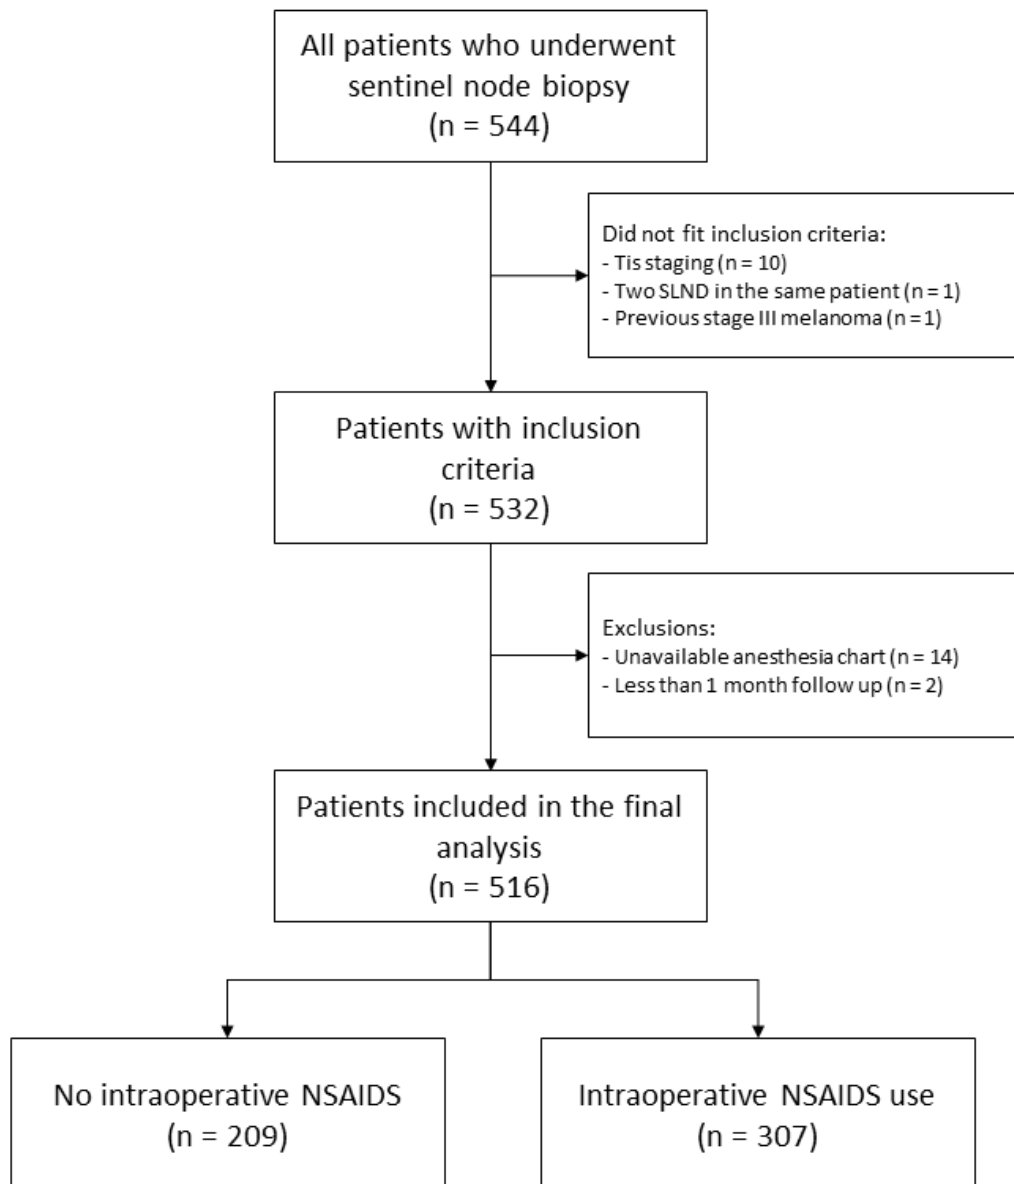 All patients who underwent
sentinel node biopsy
(n = 544)
Did not fit inclusion criteria:
- Tis staging (n = 10)
- Two SLND in the same patient (n = 1)
- Previous stage III melanoma (n = 1)
Patients with inclusion
criteria
(n = 532)
Exclusions:
- Unavailable anesthesia chart (n = 14)
- Less than 1 month follow up (n = 2)
Patients included in the final
analysis
(n = 516)
No intraoperative NSAIDS
(n = 209)
Intraoperative NSAIDS use
(n = 307)